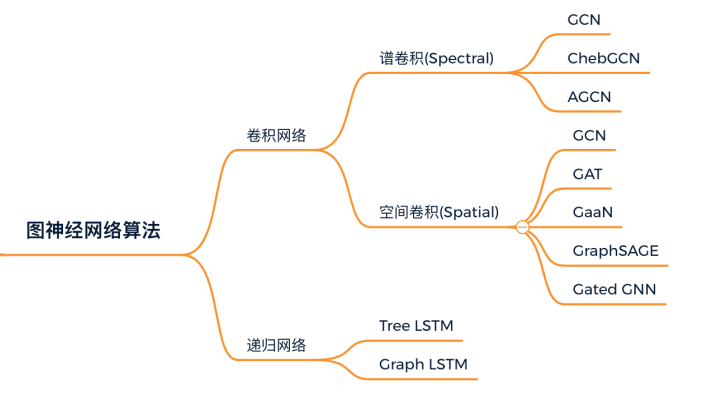 图神经网络算法
卷积网络
谱卷积(Spectral)
GCN
ChebGCN
AGCN
空间卷积(Spatial)
GCN
GAT
GaaN
GraphSAGE
Gated GNN
递归网络
Tree LSTM
Graph LSTM